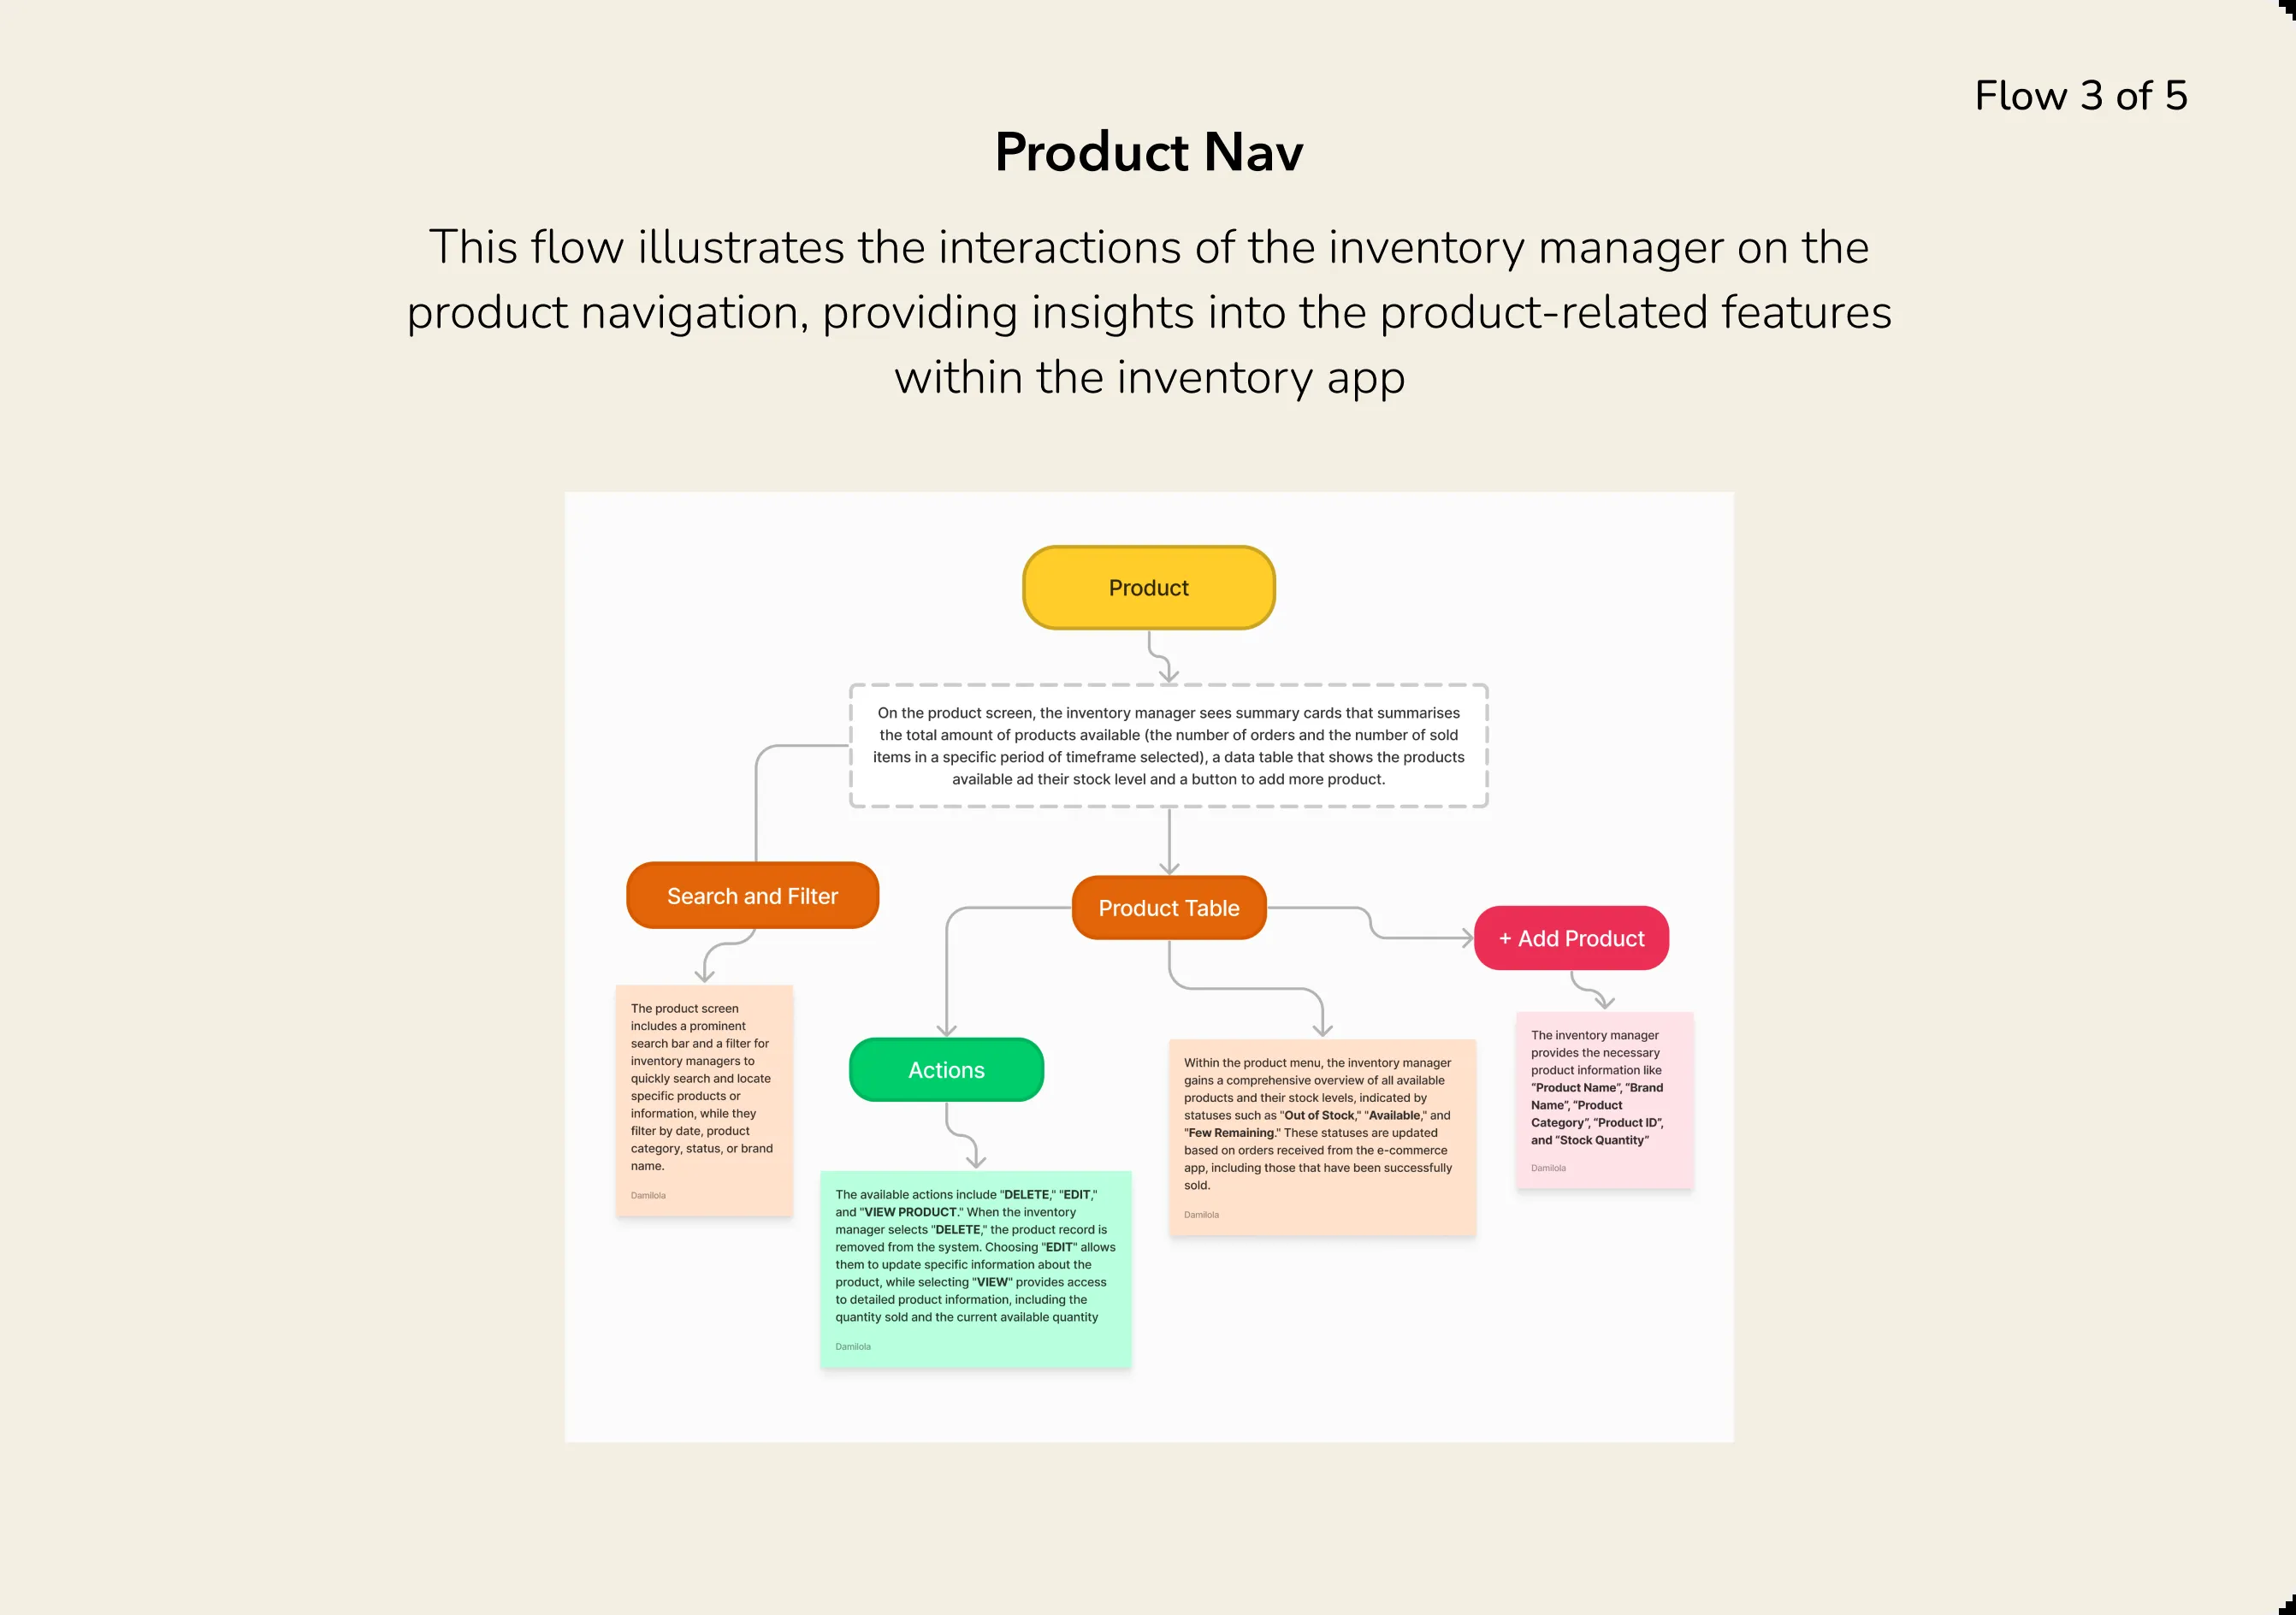 Flow 3 of 5
Product Nav
This flow illustrates the interactions of the inventory manager on the
product navigation, providing insights into the product-related features
within the inventory app
Product
On the product screen, the inventory manager sees summary cards that summarises
the total amount of products available (the number of orders and the number of sold
items in a specific period of timeframe selected), a data table that shows the products
available ad their stock level and a button to add more product.
Search and Filter
Product Table
+ Add Product
The product screen
includes a prominent
search bar and a filter for
inventory managers to
quickly search and locate
specific products or
information, while they
filter by date, product
category, status, or brand
name.
Damilola
Actions
The available actions include "DELETE," "EDIT,"
and "VIEW PRODUCT." When the inventory
manager selects "DELETE," the product record is
removed from the system. Choosing "EDIT" allows
them to update specific information about the
product, while selecting "VIEW" provides access
to detailed product information, including the
quantity sold and the current available quantity
Damilola
Within the product menu, the inventory manager
gains a comprehensive overview of all available
products and their stock levels, indicated by
statuses such as "Out of Stock," "Available," and
"Few Remaining." These statuses are updated
based on orders received from the e-commerce
app, including those that have been successfully
sold.
Damilola
The inventory manager
provides the necessary
product information like
“Product Name”, “Brand
Name”, “Product
Category”, “Product ID”,
and “Stock Quantity”
Damilola